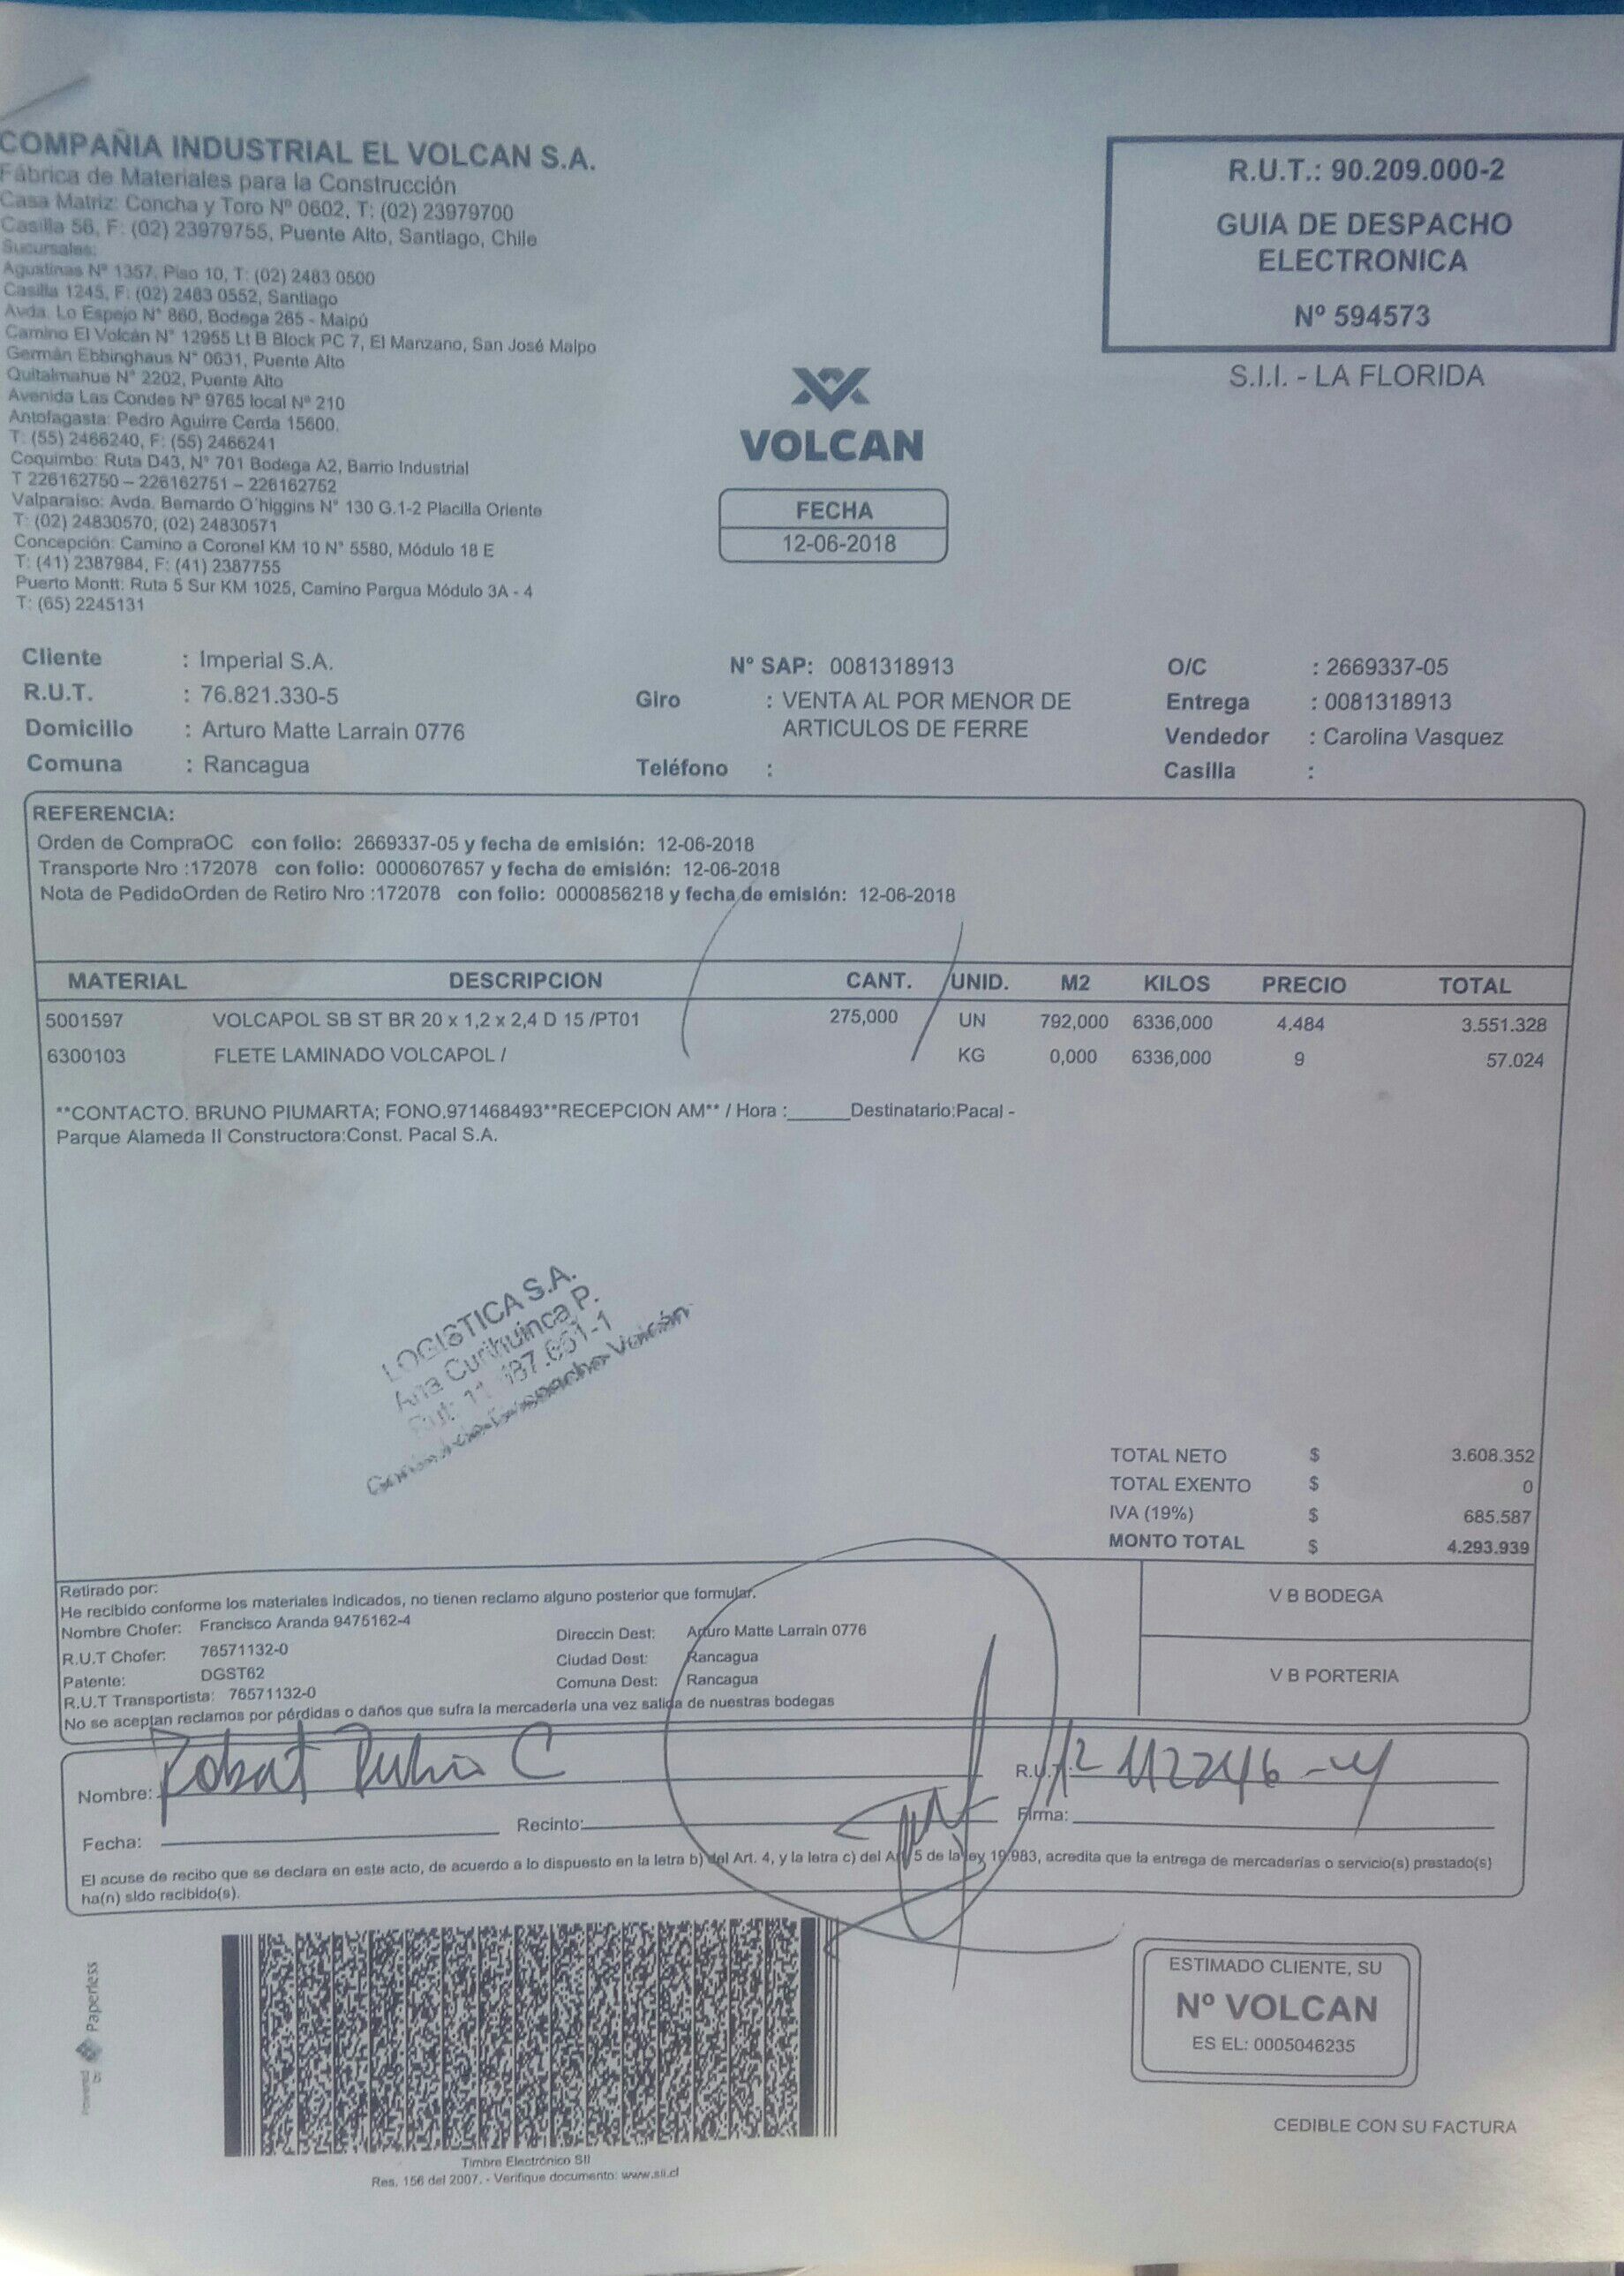 COMPAÑIA INDUSTRIAL EL VOLCAN S.A.
Fábrica de Materiales para la Construcción
Casa Matriz: Concha y Toro Nº 0602, T: (02) 23979700
Casilla 56, F: (02) 23979755, Puente Alto, Santiago, Chile
Sucursales:
Agustinas Nº 1357, Piso 10, T: (02) 2483 0500
Casilla 1245, F: (02) 2483 0552, Santiago
Avda. Lo Espejo N° 860, Bodega 265 - Maipú
Camino El Volcán N° 12955 Lt B Block PC 7, El Manzano, San José Maipo
Germán Ebbinghaus N° 0631, Puente Alto
Quitalmahue N° 2202, Puente Alto
Avenida Las Condes Nº 9765 local Nº 210
Antofagasta: Pedro Aguirre Cerda 15600,
T: (55) 2466240, F: (55) 2466241
Coquimbo: Ruta D43, N° 701 Bodega A2, Barrio Industrial
T 226162750 – 226162751 – 226162752
Valparaíso: Avda. Bernardo O´higgins N° 130 G.1-2 Placilla Oriente
T: (02) 24830570, (02) 24830571
Concepción: Camino a Coronel KM 10 N° 5580, Módulo 18 E
T: (41) 2387984, F: (41) 2387755
Puerto Montt: Ruta 5 Sur KM 1025, Camino Pargua Módulo 3A - 4
T: (65) 2245131
R.U.T.: 90.209.000-2
GUIA DE DESPACHO
ELECTRONICA
Nº 594573
S.I.I. - LA FLORIDA
VOLCAN
FECHA
12-06-2018
Cliente : Imperial S.A. Nº SAP: 0081318913 O/C : 2669337-05
R.U.T. : 76.821.330-5 Giro : VENTA AL POR MENOR DE Entrega : 0081318913
Domicilio : Arturo Matte Larrain 0776 ARTICULOS DE FERRE Vendedor : Carolina Vasquez
Comuna : Rancagua Teléfono : Casilla :
REFERENCIA:
Orden de CompraOC con folio: 2669337-05 y fecha de emisión: 12-06-2018
Transporte Nro :172078 con folio: 0000607657 y fecha de emisión: 12-06-2018
Nota de PedidoOrden de Retiro Nro :172078 con folio: 0000856218 y fecha de emisión: 12-06-2018
MATERIAL DESCRIPCION CANT. UNID. M2 KILOS PRECIO TOTAL
5001597 VOLCAPOL SB ST BR 20 x 1,2 x 2,4 D 15 /PT01 275,000 UN 792,000 6336,000 4.484 3.551.328
6300103 FLETE LAMINADO VOLCAPOL / KG 0,000 6336,000 9 57.024
**CONTACTO. BRUNO PIUMARTA; FONO.971468493**RECEPCION AM** / Hora :______Destinatario:Pacal -
Parque Alameda II Constructora:Const. Pacal S.A.
LOGISTICA S.A.
Ana Curihuinca P.
Rut: 11 .661-1
Despacho Volcán
TOTAL NETO $ 3.608.352
TOTAL EXENTO $ 0
IVA (19%) $ 685.587
MONTO TOTAL $ 4.293.939
Retirado por:
He recibido conforme los materiales indicados, no tienen reclamo alguno posterior que formular.
Nombre Chofer: Francisco Aranda 9475162-4 Direccin Dest: Arturo Matte Larrain 0776
R.U.T Chofer: 76571132-0 Ciudad Dest: Rancagua
Patente: DGST62 Comuna Dest: Rancagua
R.U.T Transportista: 76571132-0
No se aceptan reclamos por pérdidas o daños que sufra la mercadería una vez salida de nuestras bodegas
V B BODEGA
V B PORTERIA
Nombre: C R.U.T: 12 112246-4
Fecha: Recinto: Firma:
El acuse de recibo que se declara en este acto, de acuerdo a lo dispuesto en la letra b) del Art. 4, y la letra c) del Art. 5 de la ley 19.983, acredita que la entrega de mercaderías o servicio(s) prestado(s)
ha(n) sido recibido(s).
Powered by Paperless
Timbre Electrónico SII
Res. 156 del 2007. - Verifique documento: www.sii.cl
ESTIMADO CLIENTE, SU
Nº VOLCAN
ES EL: 0005046235
CEDIBLE CON SU FACTURA